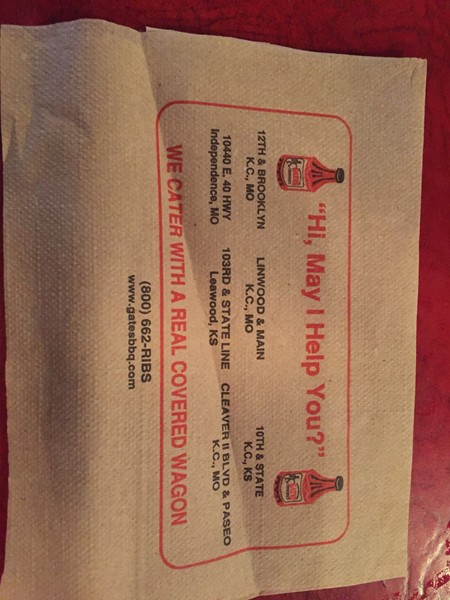 "Hi, May I Help You?"
12TH & BROOKLYN
K.C., MO
LINWOOD & MAIN
K.C., MO
10TH & STATE
K.C., KS
10440 E. 40 HWY
Independence, MO
103RD & STATE LINE
Leawood, KS
CLEAVER II BLVD & PASEO
K.C., MO
WE CATER WITH A REAL COVERED WAGON
(800) 662-RIBS
www.gatesbbq.com